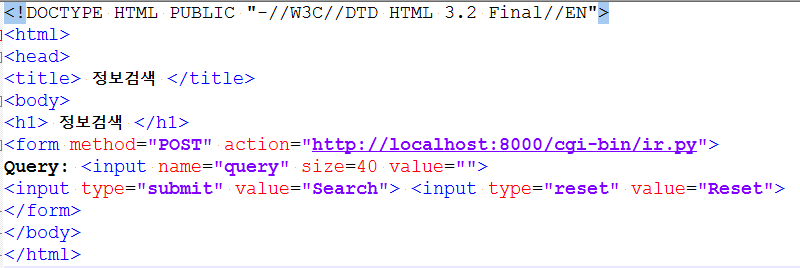 <!DOCTYPE HTML PUBLIC "-//W3C//DTD HTML 3.2 Final//EN">
<html>
<head>
<title> 정보검색 </title>
<body>
<h1> 정보검색 </h1>
<form method="POST" action="http://localhost:8000/cgi-bin/ir.py">
Query: <input name="query" size=40 value="">
<input type="submit" value="Search"> <input type="reset" value="Reset">
</form>
</body>
</html>